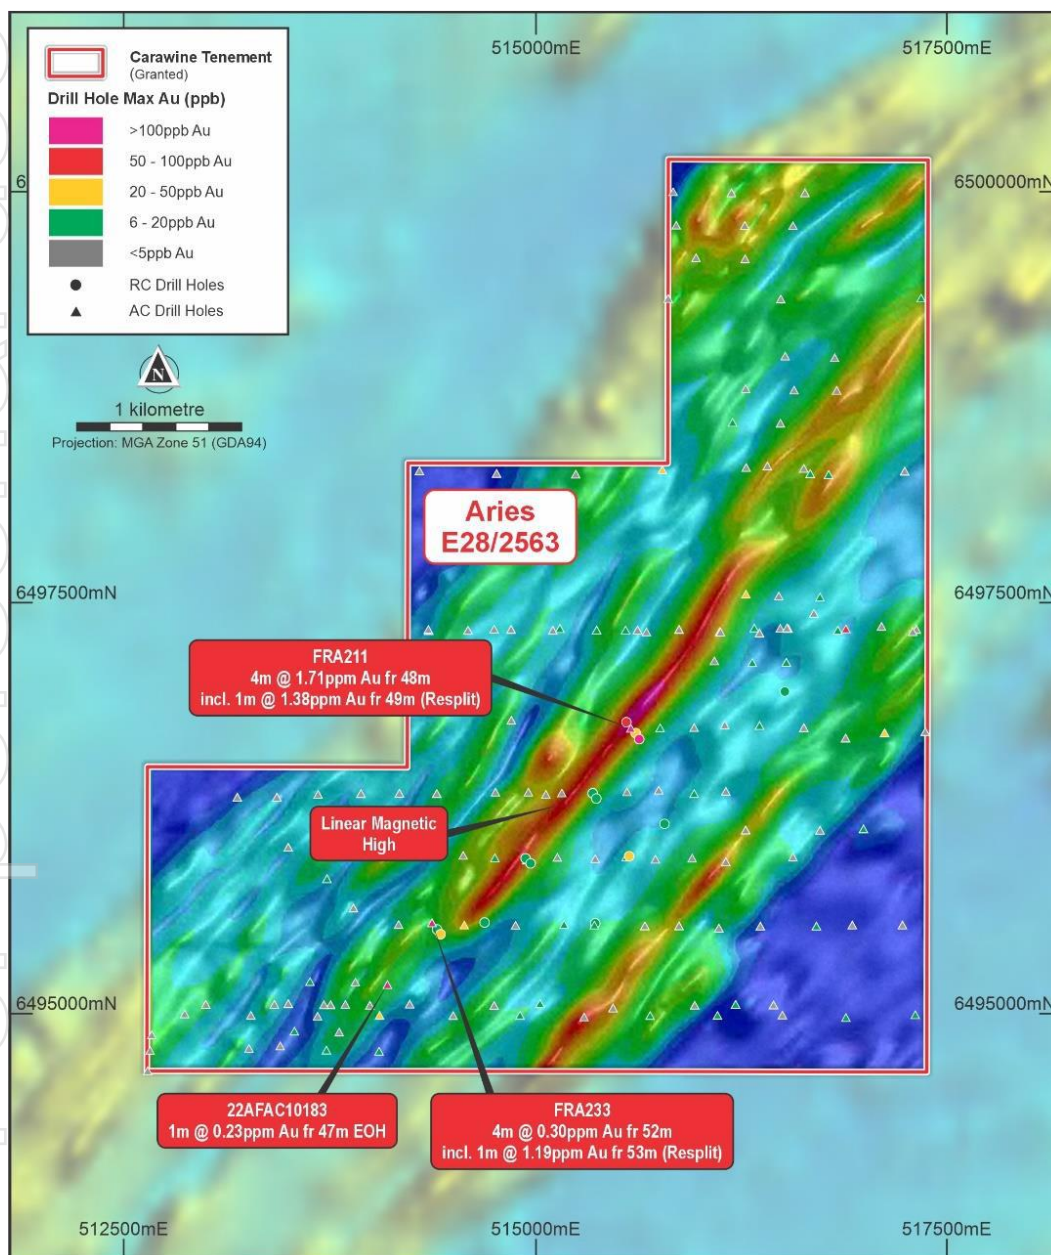 515000mE
517500mE
Carawine Tenement
(Granted)
Drill Hole Max Au (ppb)
>100ppb Au
50 - 100ppb Au
20 - 50ppb Au
6 - 20ppb Au
<5ppb Au
RC Drill Holes
AC Drill Holes
6500000mN
N
1 kilometre
Projection: MGA Zone 51 (GDA94)
Aries
E28/2563
6497500mN
6497500mN
FRA211
4m @ 1.71ppm Au fr 48m
incl. 1m @ 1.38ppm Au fr 49m (Resplit)
Linear Magnetic
High
6495000mN
6495000mN
22AFAC10183
1m @ 0.23ppm Au fr 47m EOH
FRA233
4m @ 0.30ppm Au fr 52m
incl. 1m @ 1.19ppm Au fr 53m (Resplit)
512500mE
515000mE
517500mE